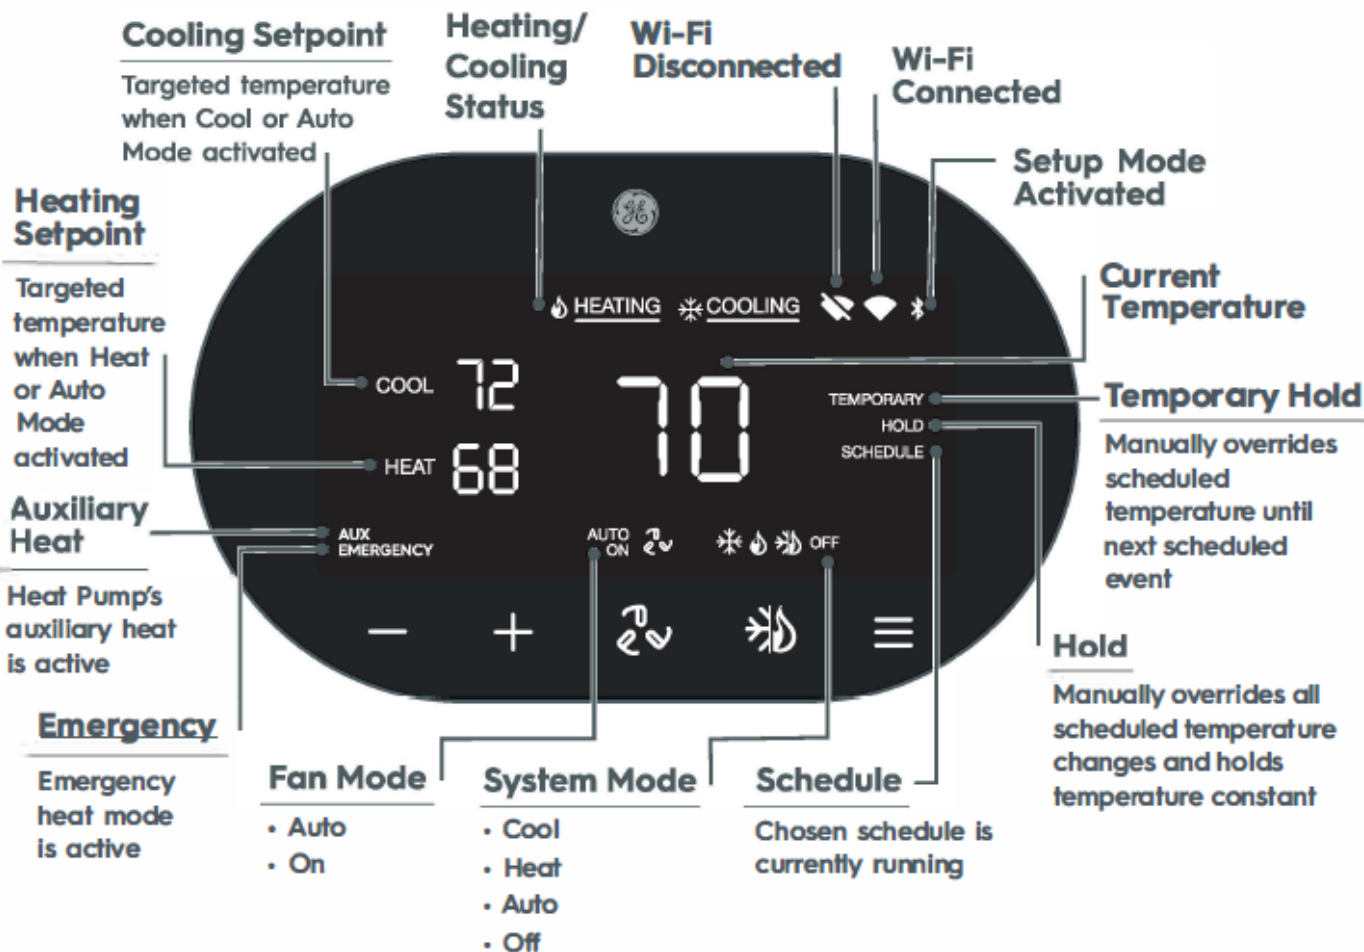 Cooling Setpoint
Targeted temperature
when Cool or Auto
Mode activated
Heating/
Cooling
Status
Wi-Fi
Disconnected
Wi-Fi
Connected
Setup Mode
Activated
Heating
Setpoint
Targeted
temperature
when Heat
or Auto
Mode
activated
GE
HEATING COOLING
Current
Temperature
COOL 72
70
HEAT 68
TEMPORARY
HOLD
SCHEDULE
Temporary Hold
Manually overrides
scheduled
temperature until
next scheduled
event
Auxiliary
Heat
Heat Pump's
auxiliary heat
is active
AUX
EMERGENCY
AUTO
ON
OFF
− +
Hold
Manually overrides all
scheduled temperature
changes and holds
temperature constant
Emergency
Emergency
heat mode
is active
Fan Mode
• Auto
• On
System Mode
• Cool
• Heat
• Auto
• Off
Schedule
Chosen schedule is
currently running